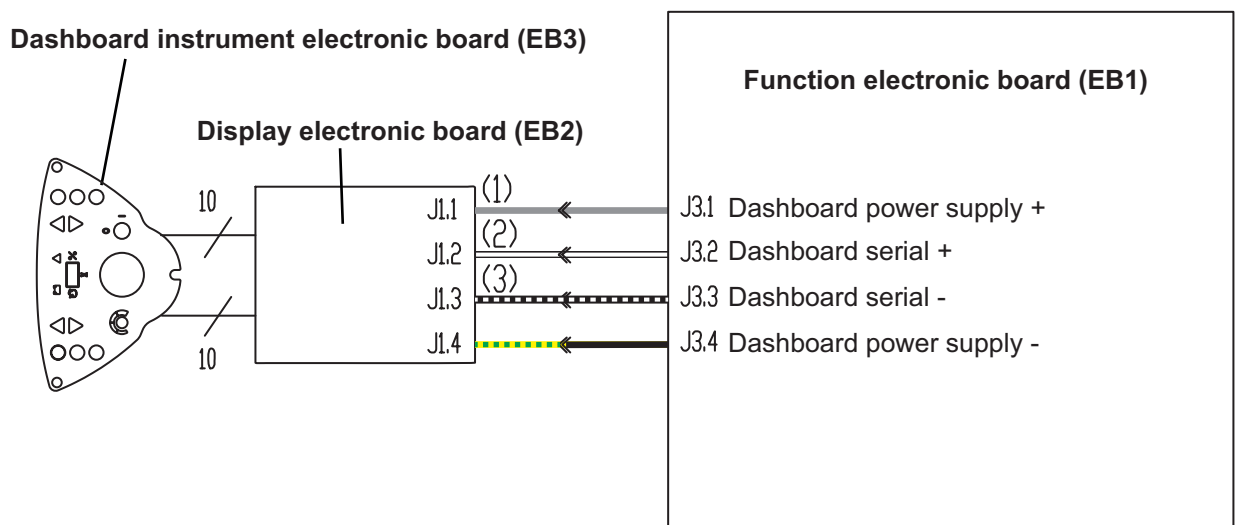 Dashboard instrument electronic board (EB3)
Function electronic board (EB1)
Display electronic board (EB2)
10
10
J1.1
(1)
J3.1 Dashboard power supply +
J1.2
(2)
J3.2 Dashboard serial +
J1.3
(3)
J3.3 Dashboard serial -
J1.4
J3.4 Dashboard power supply -